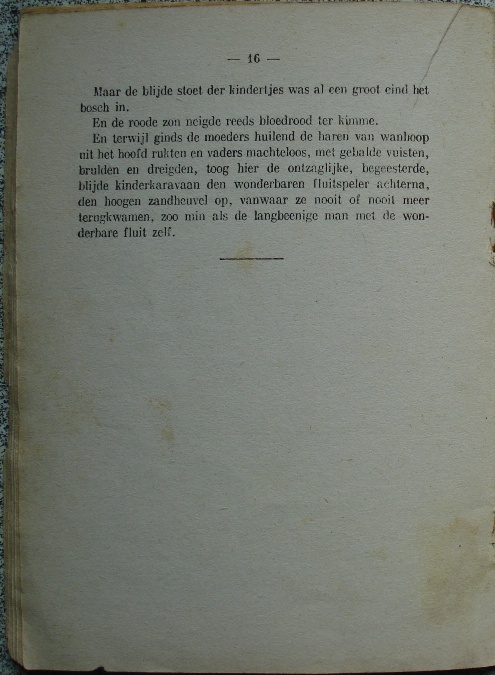 — 16 —
Maar de blijde stoet der kindertjes was al een groot eind het
bosch in.
En de roode zon neigde reeds bloedrood ter kimme.
En terwijl ginds de moeders huilend de haren van wanhoop
uit het hoofd rukten en vaders machteloos, met gebalde vuisten,
brulden en dreigden, toog hier de ontzaglijke, begeesterde,
blijde kinderkaravaan den wonderbaren fluitspeler achterna,
den hoogen zandheuvel op, vanwaar ze nooit of nooit meer
terugkwamen, zoo min als de langbeenige man met de won-
derbare fluit zelf.